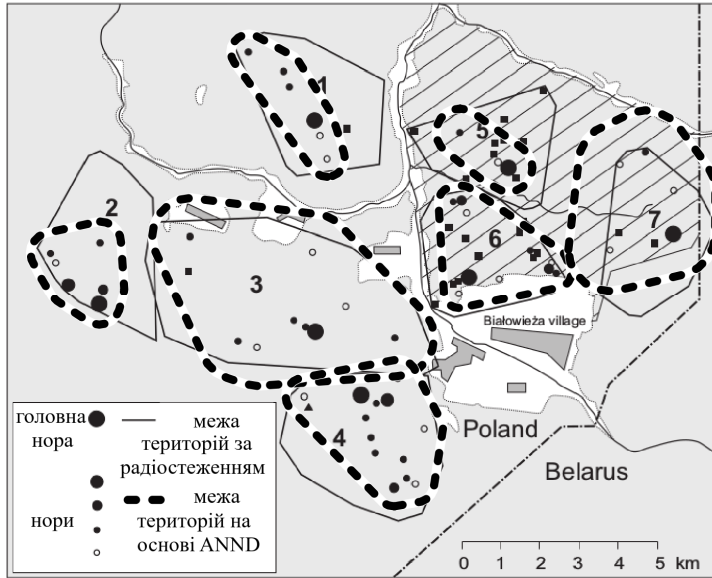 1
2
3
4
5
6
7
Białowieża village
Poland
Belarus
головна нора
межа територій за радіостеженням
нори
межа територій на основі ANND
0 1 2 3 4 5 km